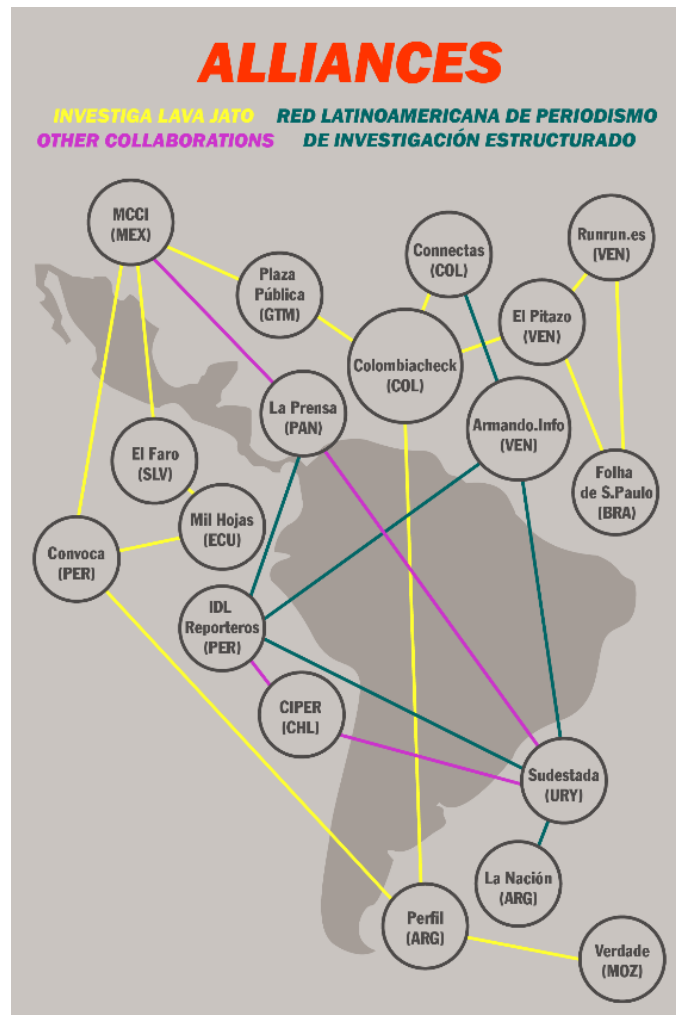 ALLIANCES
INVESTIGA LAVA JATO
OTHER COLLABORATIONS
RED LATINOAMERICANA DE PERIODISMO
DE INVESTIGACIÓN ESTRUCTURADO
MCCI
(MEX)
Plaza
Pública
(GTM)
Connectas
(COL)
Runrun.es
(VEN)
El Pitazo
(VEN)
Colombiacheck
(COL)
La Prensa
(PAN)
Armando.Info
(VEN)
El Faro
(SLV)
Folha
de S.Paulo
(BRA)
Mil Hojas
(ECU)
Convoca
(PER)
IDL
Reporteros
(PER)
CIPER
(CHL)
Sudestada
(URY)
La Nación
(ARG)
Perfil
(ARG)
Verdade
(MOZ)